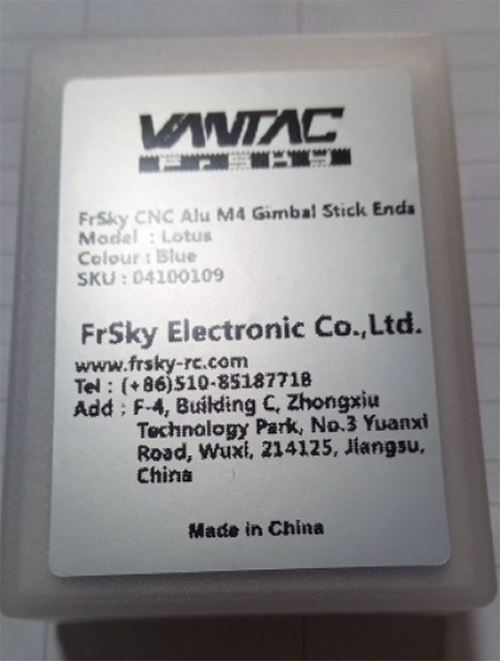 VANTAC
FrSky
FrSky CNC Alu M4 Gimbal Stick Ends
Model : Lotus
Colour : Blue
SKU : 04100109
FrSky Electronic Co.,Ltd.
www.frsky-rc.com
Tel : (+86)510-85187718
Add : F-4, Building C, Zhongxiu
Technology Park, No.3 Yuanxi
Road, Wuxi, 214125, Jiangsu,
China
Made in China